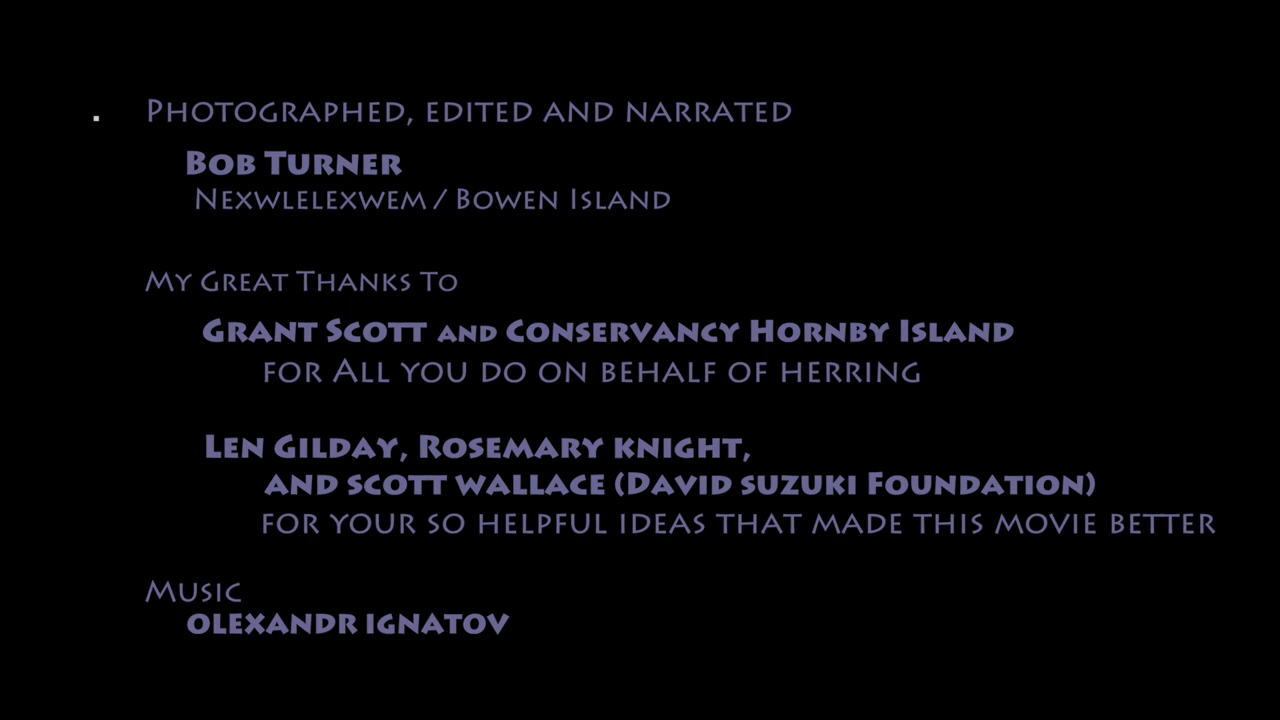 . Photographed, edited and narrated
Bob Turner
Nexwlelexwem / Bowen Island
My Great Thanks To
Grant Scott and Conservancy Hornby Island
for All you do on behalf of herring
Len Gilday, Rosemary Knight,
and Scott Wallace (David Suzuki Foundation)
for your so helpful ideas that made this movie better
Music
Olexandr Ignatov